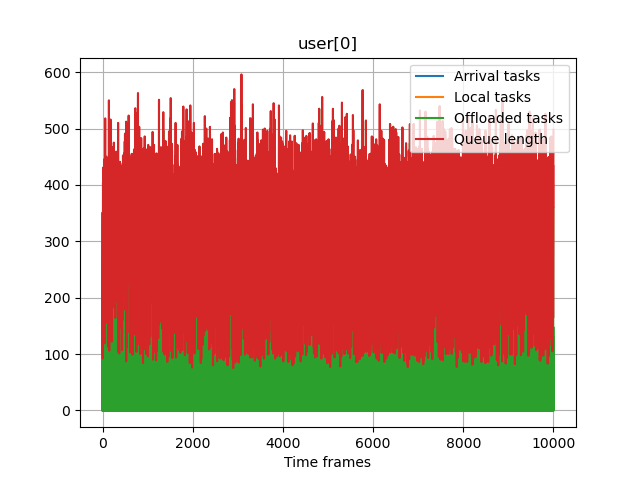 user[0]
600
500
400
300
200
100
0
Arrival tasks
Local tasks
Offloaded tasks
Queue length
0 2000 4000 6000 8000 10000
Time frames